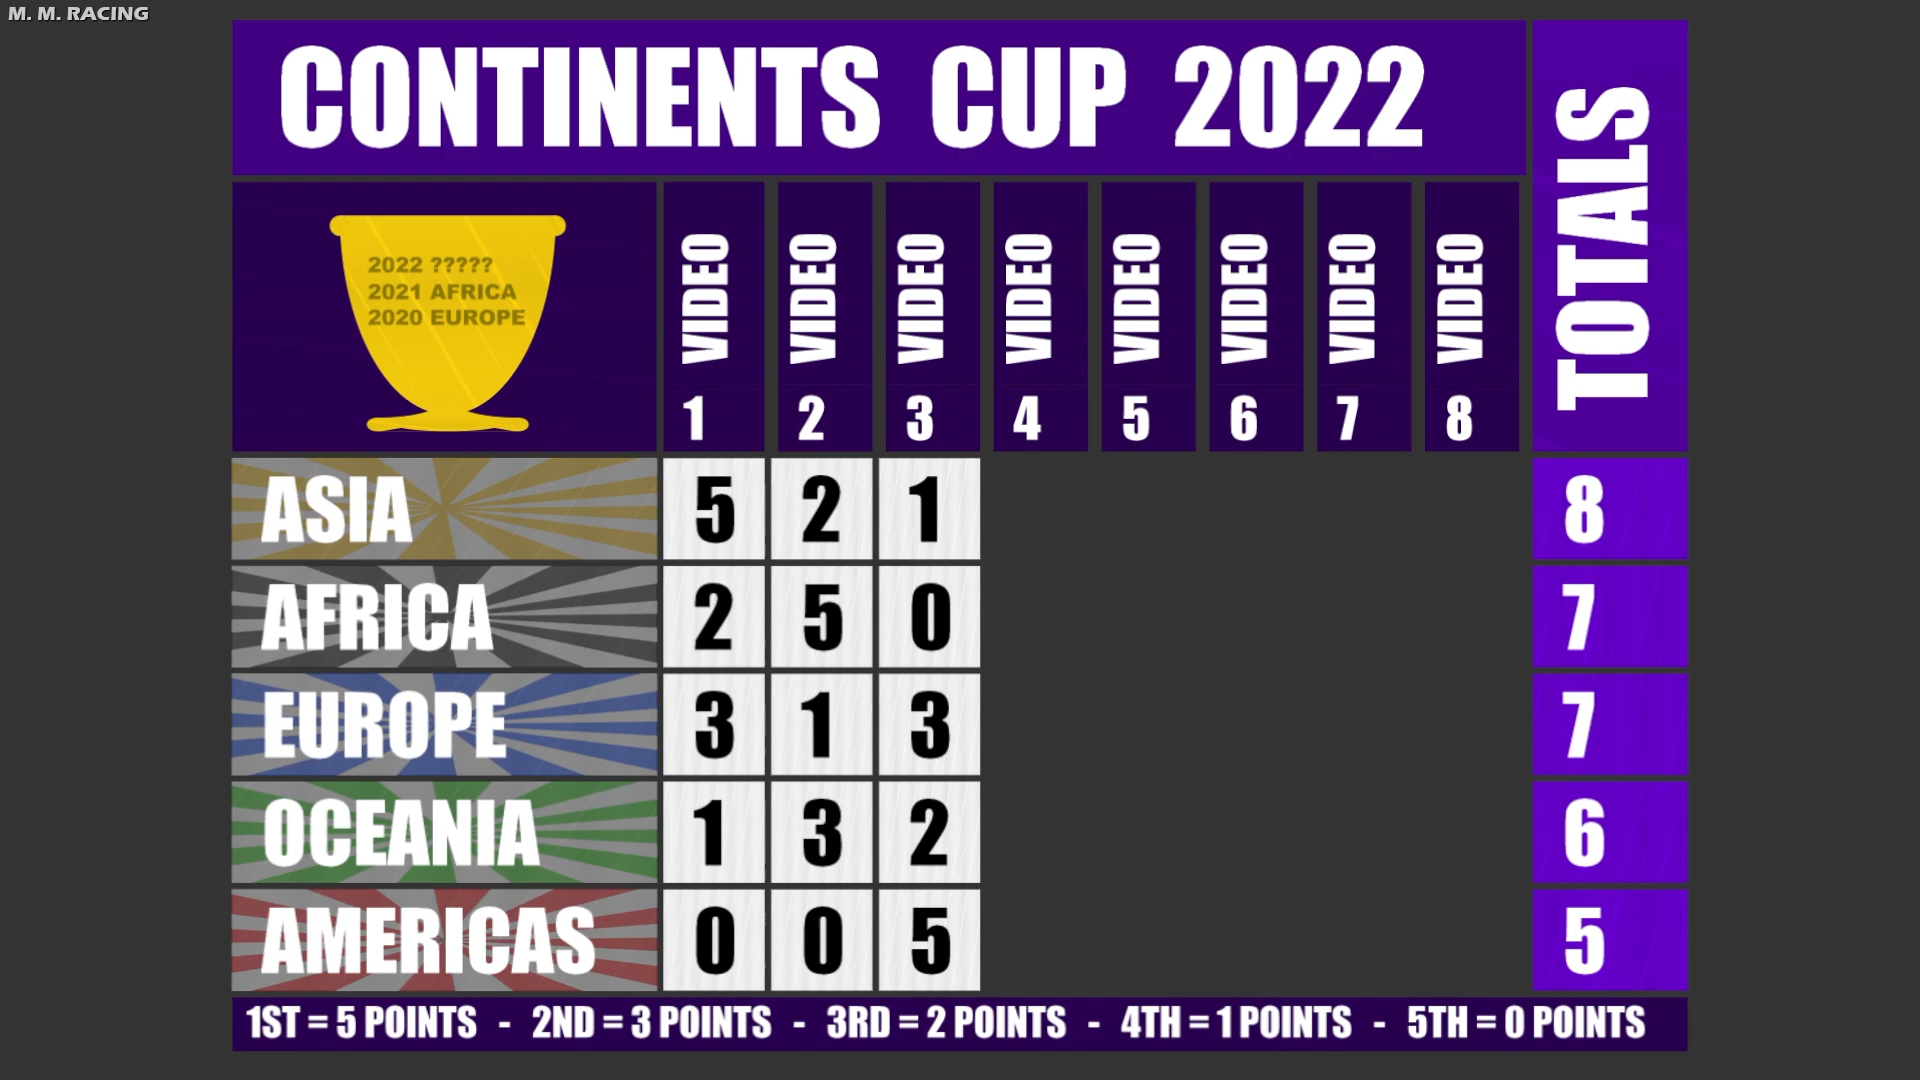 M. M. RACING
CONTINENTS CUP 2022
TOTALS
2022 ?????
2021 AFRICA
2020 EUROPE
VIDEO 1
VIDEO 2
VIDEO 3
VIDEO 4
VIDEO 5
VIDEO 6
VIDEO 7
VIDEO 8
ASIA 5 2 1 8
AFRICA 2 5 0 7
EUROPE 3 1 3 7
OCEANIA 1 3 2 6
AMERICAS 0 0 5 5
1ST = 5 POINTS - 2ND = 3 POINTS - 3RD = 2 POINTS - 4TH = 1 POINTS - 5TH = 0 POINTS